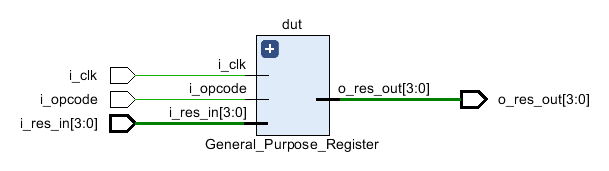 dut
i_clk
i_clk
i_opcode
i_opcode
i_res_in[3:0]
i_res_in[3:0]
o_res_out[3:0]
o_res_out[3:0]
General_Purpose_Register